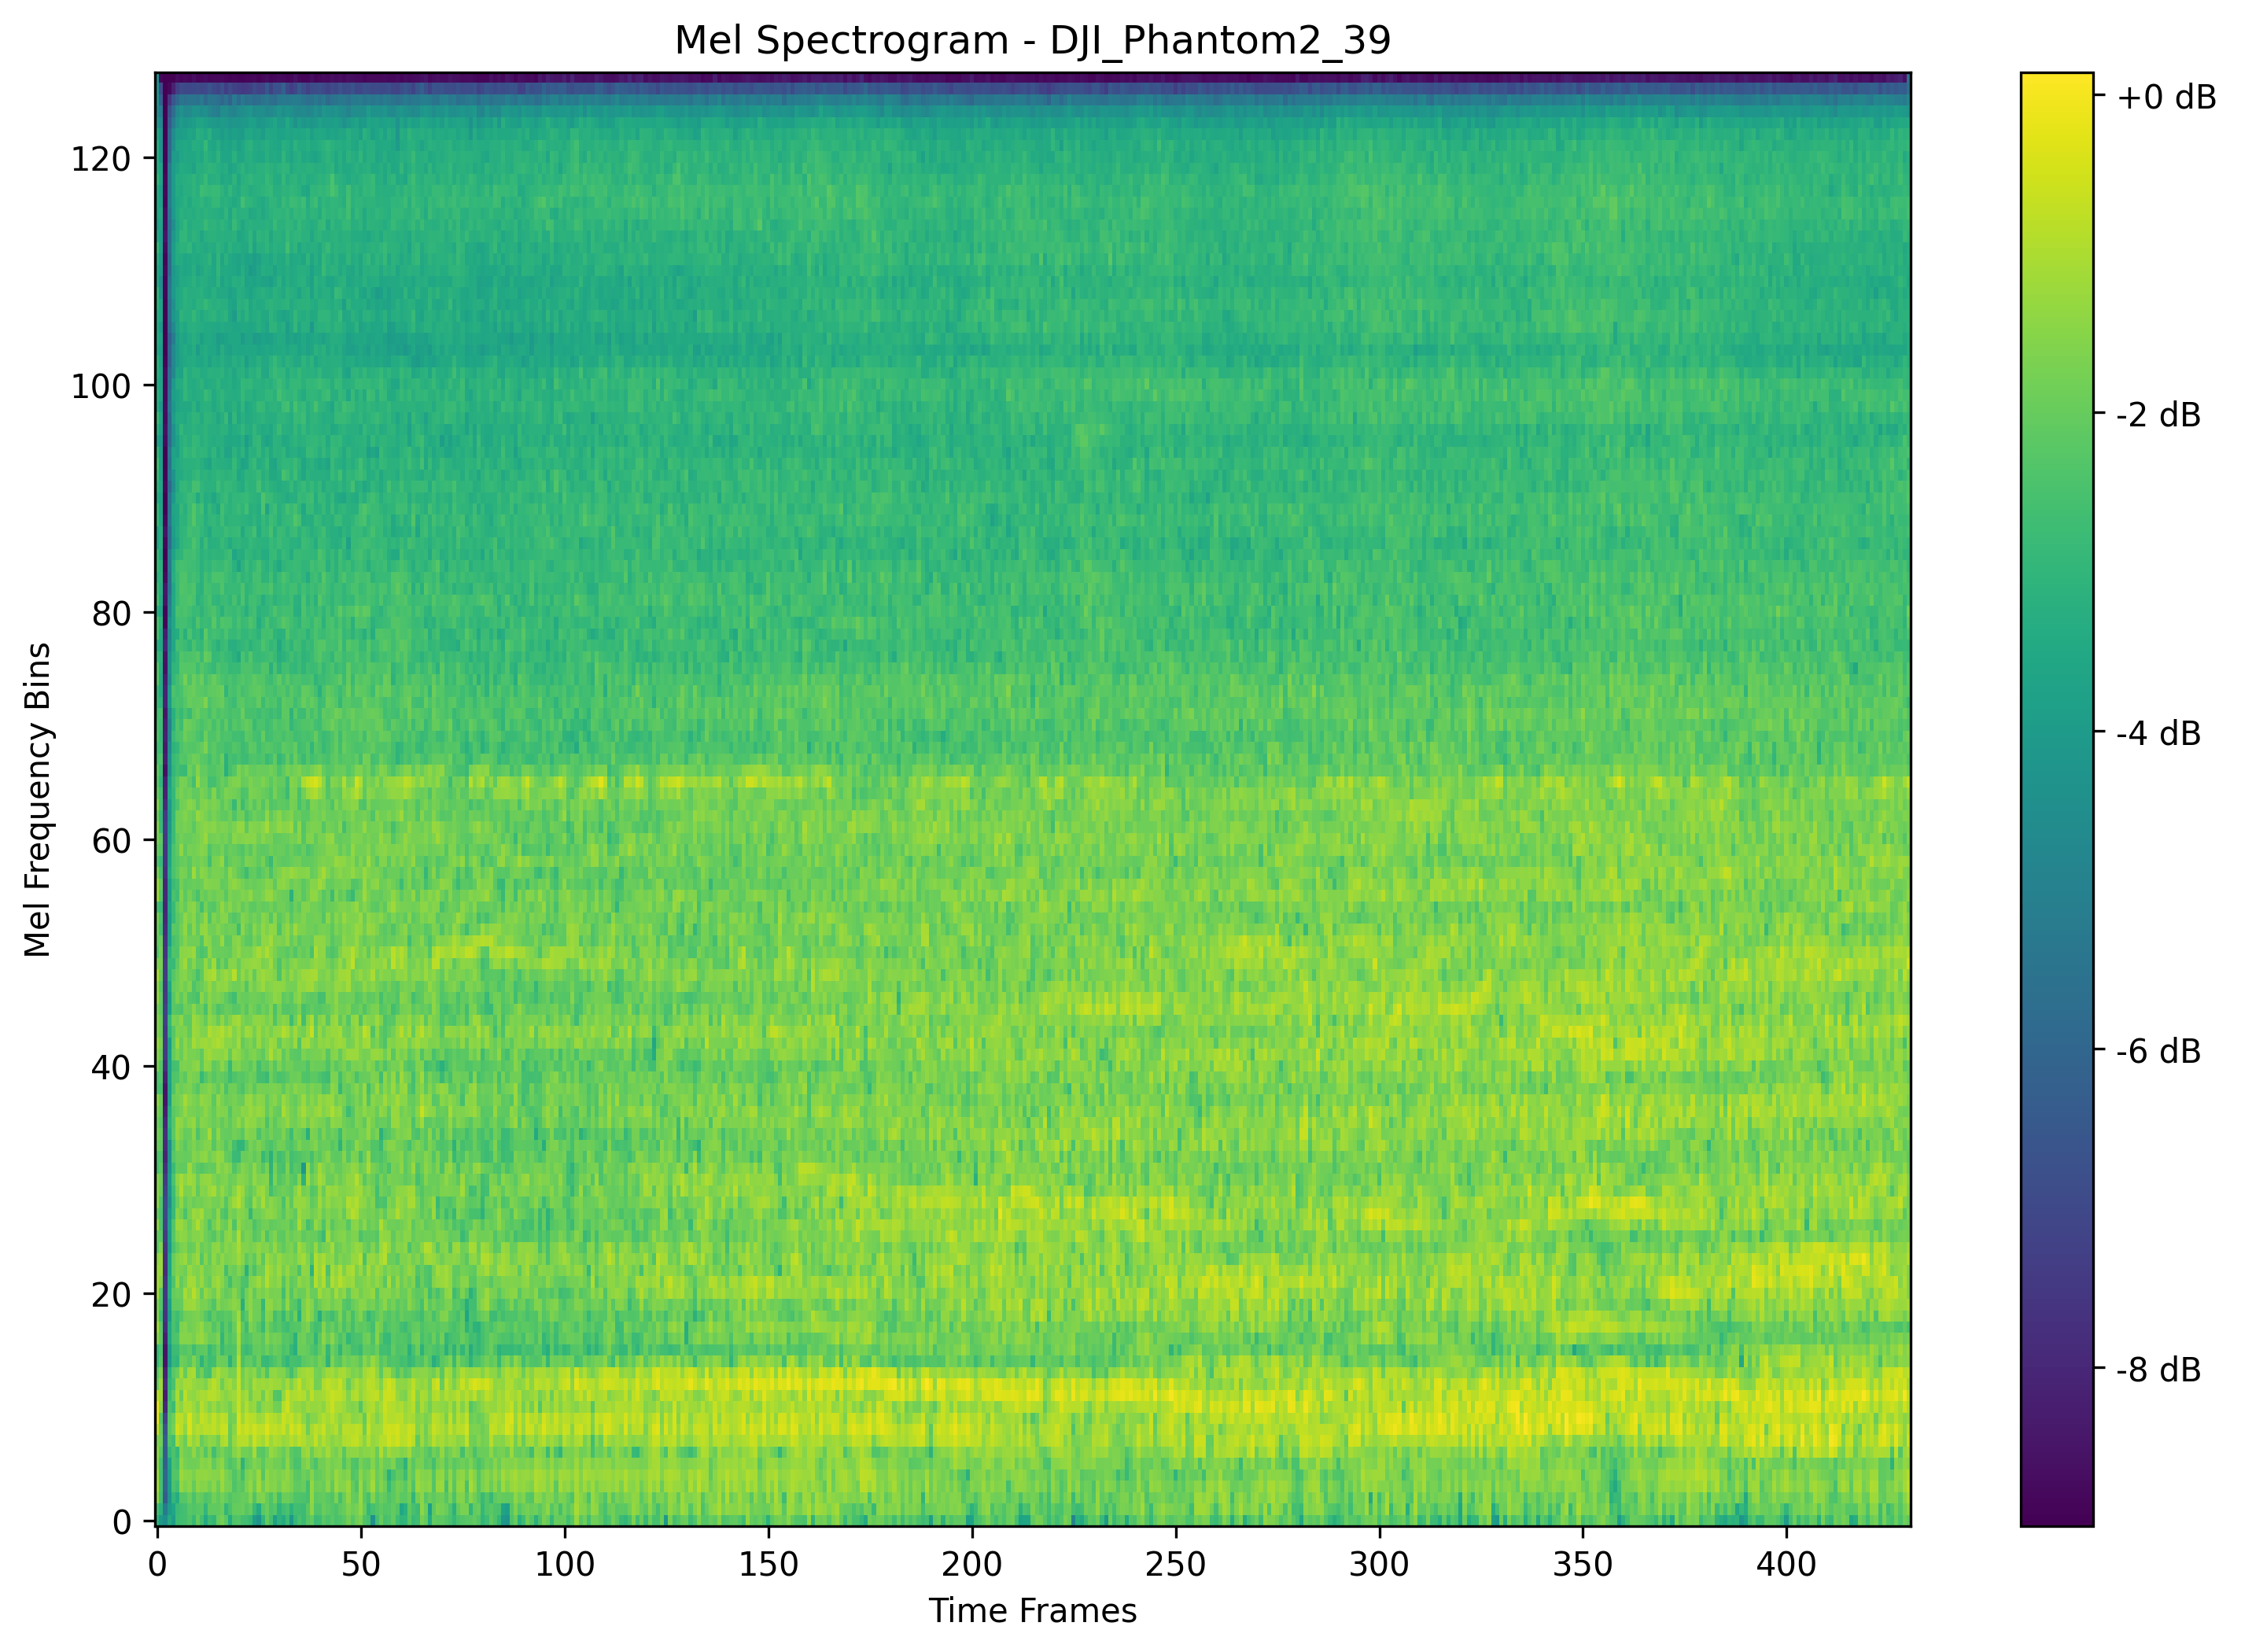 Mel Spectrogram - DJI_Phantom2_39
Mel Frequency Bins
120
100
80
60
40
20
0
0 50 100 150 200 250 300 350 400
Time Frames
+0 dB
-2 dB
-4 dB
-6 dB
-8 dB